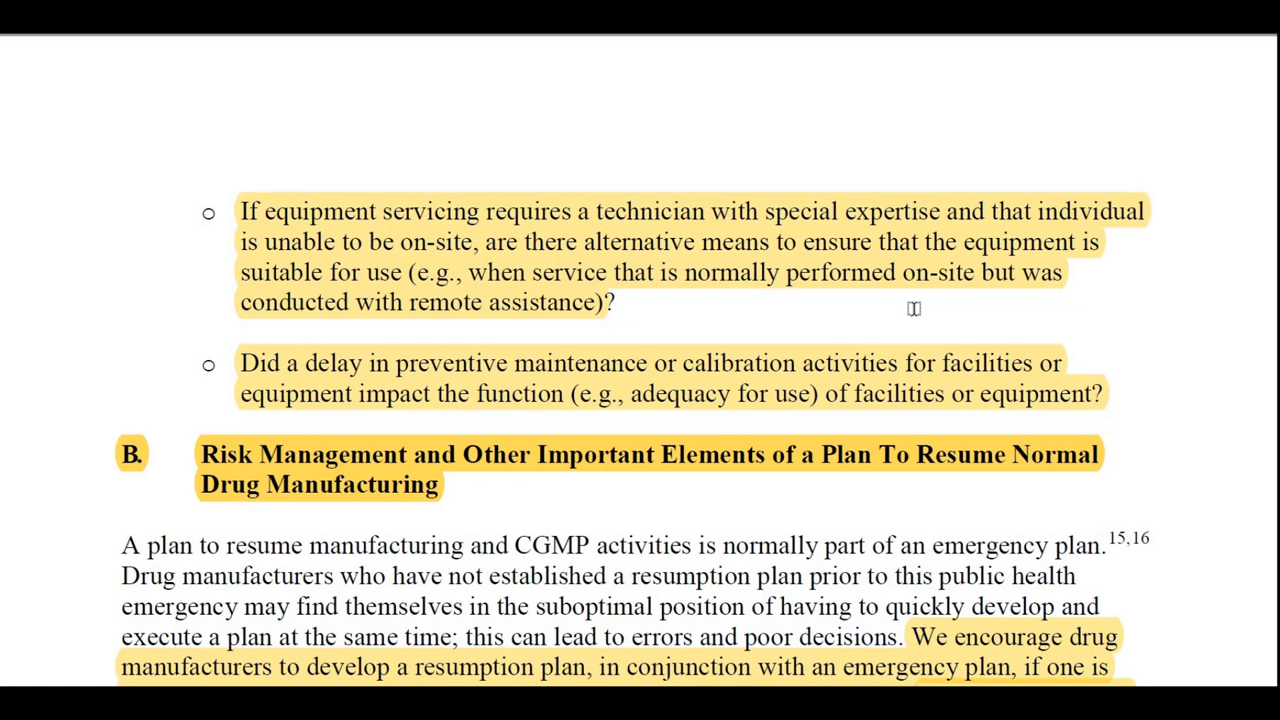 o If equipment servicing requires a technician with special expertise and that individual
is unable to be on-site, are there alternative means to ensure that the equipment is
suitable for use (e.g., when service that is normally performed on-site but was
conducted with remote assistance)?
o Did a delay in preventive maintenance or calibration activities for facilities or
equipment impact the function (e.g., adequacy for use) of facilities or equipment?
B. Risk Management and Other Important Elements of a Plan To Resume Normal
Drug Manufacturing
A plan to resume manufacturing and CGMP activities is normally part of an emergency plan.15,16
Drug manufacturers who have not established a resumption plan prior to this public health
emergency may find themselves in the suboptimal position of having to quickly develop and
execute a plan at the same time; this can lead to errors and poor decisions. We encourage drug
manufacturers to develop a resumption plan, in conjunction with an emergency plan, if one is